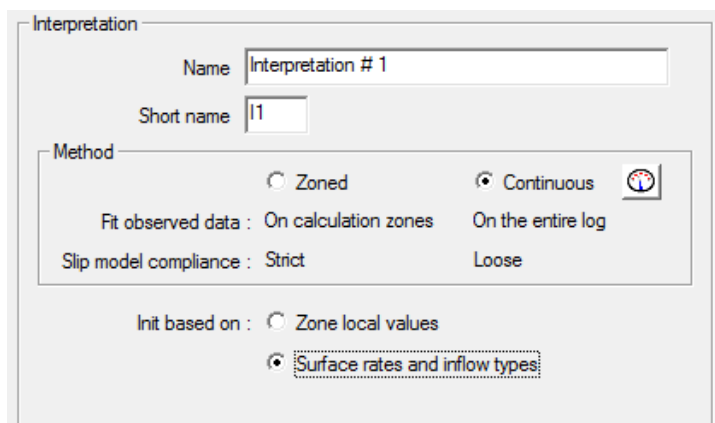 Interpretation
Name Interpretation # 1
Short name I1
Method
Zoned Continuous
Fit observed data : On calculation zones On the entire log
Slip model compliance : Strict Loose
Init based on : Zone local values
Surface rates and inflow types